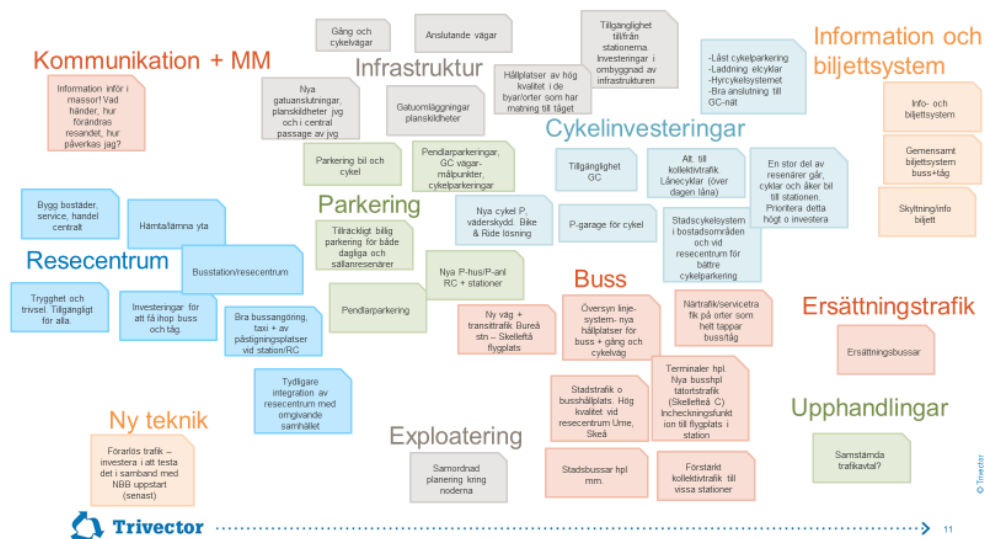 Kommunikation + MM
Information inför i
massor! Vad
händer, hur
förändras
resandet, hur
påverkas jag?
Infrastruktur
Gång och
cykelvägar
Anslutande vägar
Tillgänglighet
till/från
stationerna.
Investeringar i
ombyggnad av
infrastrukturen
Nya
gatuanslutningar,
planskildheter jvg
och i central
passage av jvg
Gatuomläggningar
planskildheter
Hållplatser av hög
kvalitet i de
byar/orter som har
matning till tåget
Cykelinvesteringar
-Låst cykelparkering
-Laddning elcyklar
-Hyrcykelsystemet
-Bra anslutning till
GC-nät
Tillgänglighet
GC
Alt. till
kollektivtrafik.
Lånecyklar (över
dagen låna)
En stor del av
resenärer går,
cyklar och åker bil
till stationen.
Prioritera detta
högt o investera
Nya cykel P,
väderskydd. Bike
& Ride lösning
P-garage för cykel
Stadscykelsystem
i bostadsområden
och vid
resecentrum för
bättre
cykelparkering
Information och
biljettsystem
Info- och
biljettsystem
Gemensamt
biljettsystem
buss+tåg
Skyltning/info
biljett
Parkering
Parkering bil och
cykel
Pendlarparkeringar,
GC vägar-
målpunkter,
cykelparkeringar
Tillräckligt billig
parkering för både
dagliga och
sällanresenärer
Nya P-hus/P-anl
RC + stationer
Pendlarparkering
Resecentrum
Bygg bostäder,
service, handel
centralt
Hämta/lämna yta
Busstation/resecentrum
Trygghet och
trivsel. Tillgängligt
för alla.
Investeringar för
att få ihop buss
och tåg.
Bra bussangöring,
taxi + av
påstigningsplatser
vid station/RC
Tydligare
integration av
resecentrum med
omgivande
samhället
Buss
Ny väg +
transittrafik Bureå
stn – Skellefteå
flygplats
Översyn linje-
system- nya
hållplatser för
buss + gång och
cykelväg
Närtrafik/servicetra
fik på orter som
helt tappar
buss/tåg
Stadstrafik o
busshållplats. Hög
kvalitet vid
resecentrum Ume,
Skeå
Terminaler hpl.
Nya busshpl
tätortstrafik
(Skellefteå C)
Incheckningsfunkt
ion till flygplats i
station
Stadsbussar hpl
mm.
Förstärkt
kollektivtrafik till
vissa stationer
Ersättningstrafik
Ersättningsbussar
Upphandlingar
Samstämda
trafikavtal?
Ny teknik
Förarlös trafik –
investera i att testa
det i samband med
NBB uppstart
(senast)
Exploatering
Samordnad
planering kring
noderna
Trivector
© Trivector
11